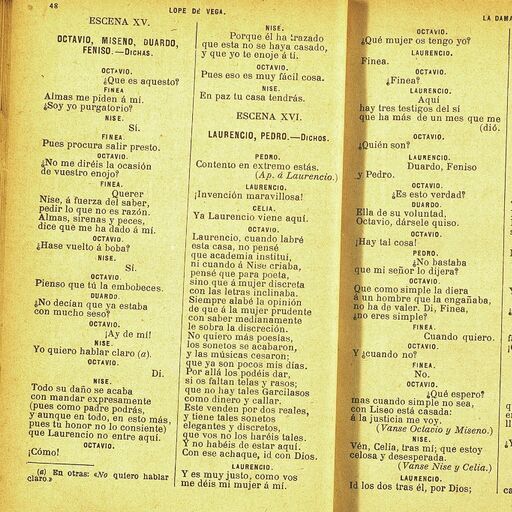 48
LOPE DE VEGA.
ESCENA XV.
OCTAVIO, MISENO, DUARDO,
FENISO.—DICHAS.
OCTAVIO.
¿Que es aquesto?
FINEA
Almas me piden á mí.
¿Soy yo purgatorio?
NISE.
Sí.
FINEA.
Pues procura salir presto.
OCTAVIO.
¿No me diréis la ocasión
de vuestro enojo?
FINEA.
Querer
Nise, á fuerza del saber,
pedir lo que no es razón.
Almas, sirenas y peces,
dice que me ha dado á mí.
OCTAVIO.
¿Hase vuelto á boba?
NISE.
Sí.
OCTAVIO.
Pienso que tú la embobeces.
DUARDO.
¿No decían que ya estaba
con mucho seso?
OCTAVIO.
¡Ay de mí!
NISE.
Yo quiero hablar claro (a).
OCTAVIO.
Di.
NISE.
Todo su daño se acaba
con mandar expresamente
(pues como padre podrás,
y aunque en todo, en esto más,
pues tu honor no lo consiente)
que Laurencio no entre aquí.
OCTAVIO.
¡Cómo!
(a) En otras: «No quiero hablar
claro.»
NISE.
Porque él ha trazado
que esta no se haya casado,
y que yo te enoje á tí.
OCTAVIO.
Pues eso es muy fácil cosa.
NISE.
En paz tu casa tendrás.
ESCENA XVI.
LAURENCIO, PEDRO.—DICHOS.
PEDRO.
Contento en extremo estás.
(Ap. á Laurencio.)
LAURENCIO.
¡Invención maravillosa!
CELIA.
Ya Laurencio viene aquí.
OCTAVIO.
Laurencio, cuando labré
esta casa, no pensé
que academia instituí,
ni cuando á Nise criaba,
pensé que para poeta,
sino que á mujer discreta
con las letras inclinaba.
Siempre alabé la opinión
de que á la mujer prudente
con saber medianamente
le sobra la discreción.
No quiero más poesías,
los sonetos se acabaron,
y las músicas cesaron;
que ya son pocos mis días.
Por allá los podéis dar,
si os faltan telas y rasos;
que no hay tales Garcilasos
como dinero y callar.
Este venden por dos reales,
y tiene tales sonetos
elegantes y discretos,
que vos no los haréis tales.
Y no habéis de estar aquí.
Con ese achaque, id con Dios.
LAURENCIO.
Y es muy justo, como vos
me déis mi mujer á mí.
LA DAMA
OCTAVIO.
¿Qué mujer os tengo yo?
LAURENCIO.
Finea.
OCTAVIO.
¿Finea?
LAURENCIO.
Aquí
hay tres testigos del sí
que ha más de un mes que me
(dió.
OCTAVIO.
¿Quién son?
LAURENCIO.
Duardo, Feniso
y Pedro.
OCTAVIO.
¿Es esto verdad?
DUARDO.
Ella de su voluntad,
Octavio, dársele quiso.
OCTAVIO.
¡Hay tal cosa!
PEDRO.
¿No bastaba
que mi señor lo dijera?
OCTAVIO.
Que como simple la diera
á un hombre que la engañaba,
no ha de valer. Di, Finea,
¿no eres simple?
FINEA.
Cuando quiero.
OCTAVIO.
Y ¿cuando no?
FINEA.
No.
OCTAVIO.
¿Qué espero?
mas cuando simple no sea,
con Liseo está casada:
á la justicia me voy.
(Vanse Octavio y Miseno.)
NISE.
Vén, Celia, tras mí; que estoy
celosa y desesperada.
(Vanse Nise y Celia.)
LAURENCIO.
Id los dos tras él, por Dios;